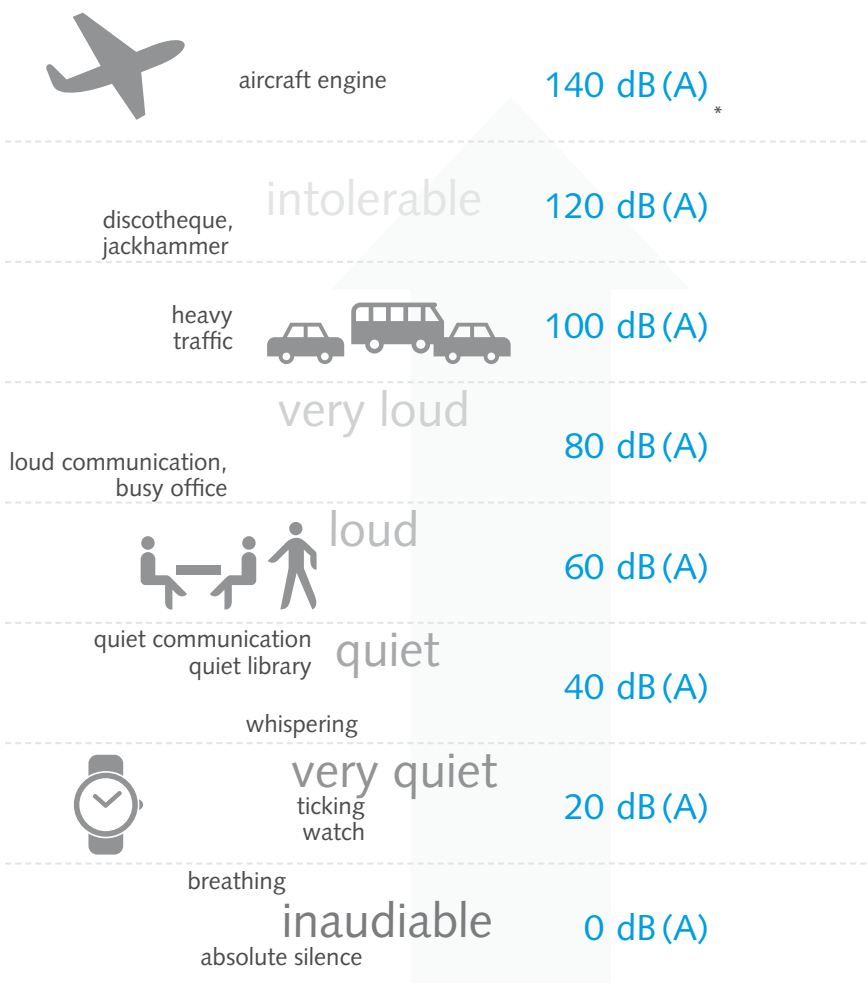 aircraft engine
140 dB(A)
*
intolerable
120 dB(A)
discotheque,
jackhammer
heavy
traffic
100 dB(A)
very loud
80 dB(A)
loud communication,
busy office
loud
60 dB(A)
quiet communication
quiet library
quiet
40 dB(A)
whispering
very quiet
ticking
watch
20 dB(A)
breathing
inaudiable
0 dB(A)
absolute silence